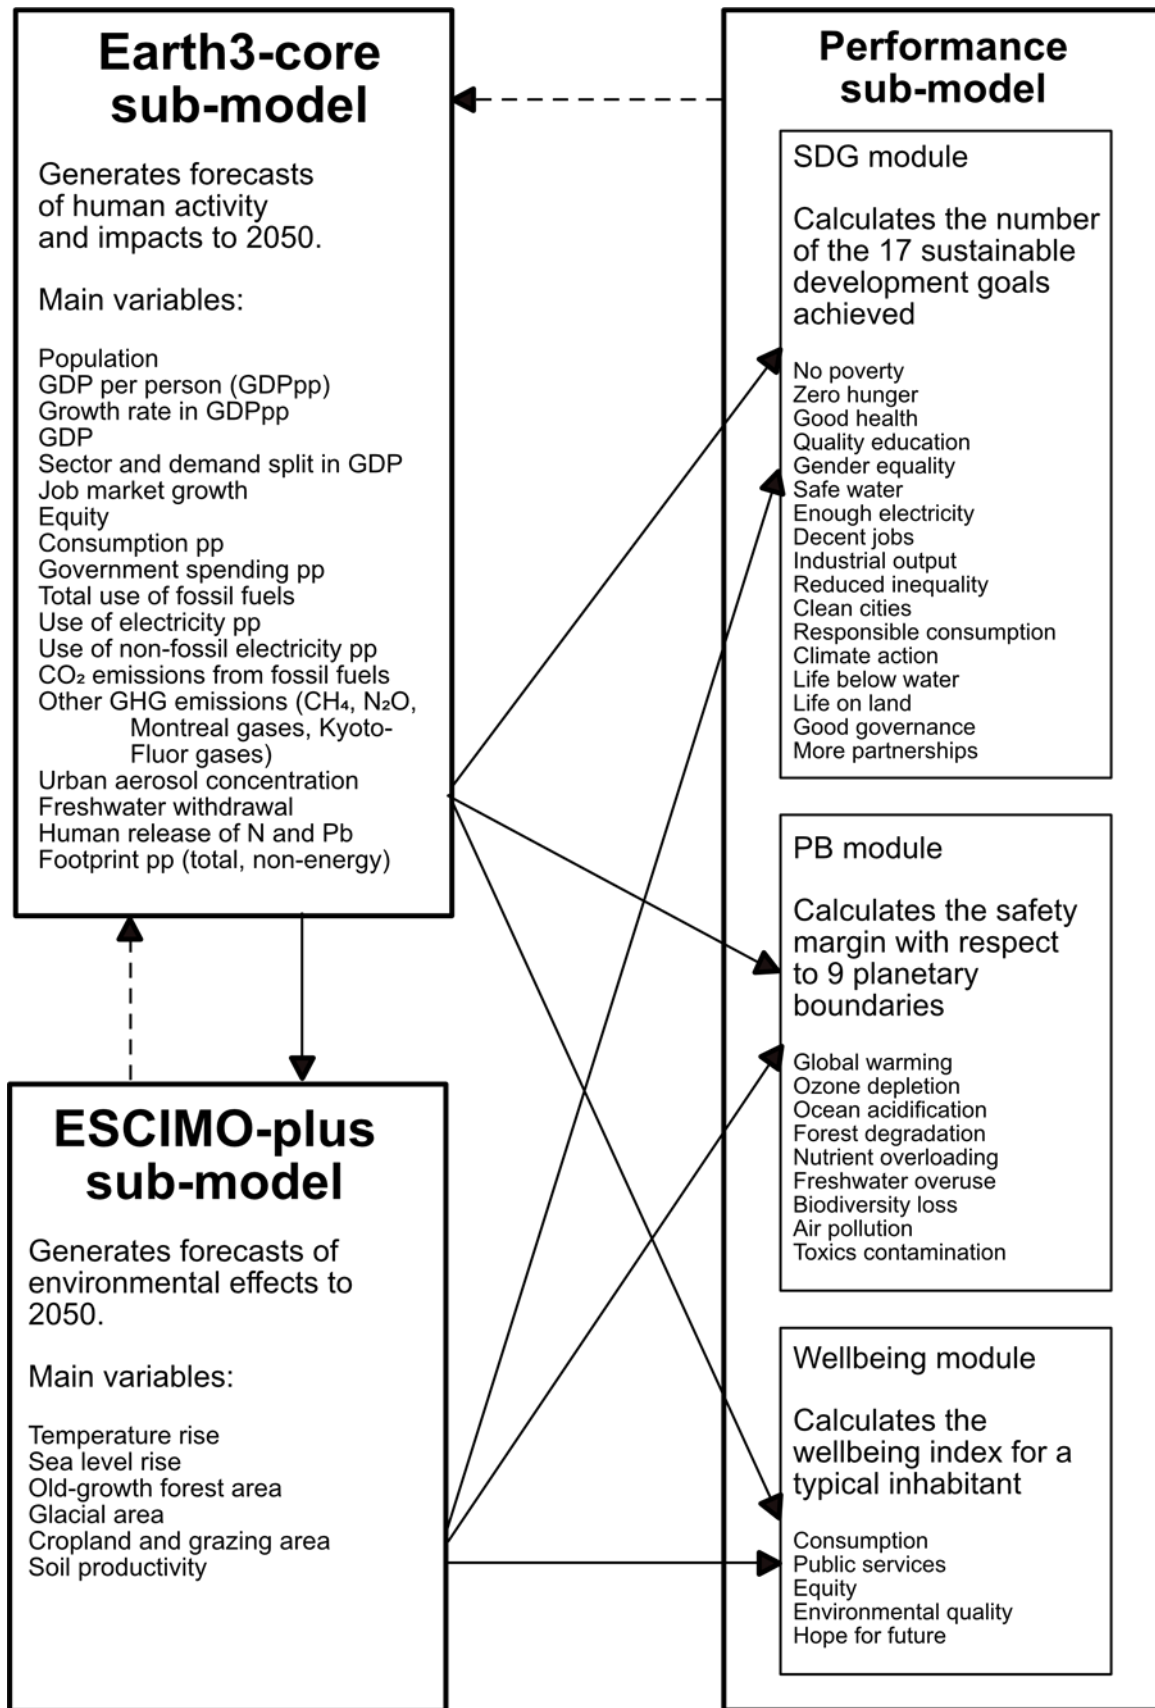 Earth3-core
sub-model
Generates forecasts
of human activity
and impacts to 2050.
Main variables:
Population
GDP per person (GDPpp)
Growth rate in GDPpp
GDP
Sector and demand split in GDP
Job market growth
Equity
Consumption pp
Government spending pp
Total use of fossil fuels
Use of electricity pp
Use of non-fossil electricity pp
CO₂ emissions from fossil fuels
Other GHG emissions (CH₄, N₂O,
Montreal gases, Kyoto-
Fluor gases)
Urban aerosol concentration
Freshwater withdrawal
Human release of N and Pb
Footprint pp (total, non-energy)
ESCIMO-plus
sub-model
Generates forecasts of
environmental effects to
2050.
Main variables:
Temperature rise
Sea level rise
Old-growth forest area
Glacial area
Cropland and grazing area
Soil productivity
Performance
sub-model
SDG module
Calculates the number
of the 17 sustainable
development goals
achieved
No poverty
Zero hunger
Good health
Quality education
Gender equality
Safe water
Enough electricity
Decent jobs
Industrial output
Reduced inequality
Clean cities
Responsible consumption
Climate action
Life below water
Life on land
Good governance
More partnerships
PB module
Calculates the safety
margin with respect
to 9 planetary
boundaries
Global warming
Ozone depletion
Ocean acidification
Forest degradation
Nutrient overloading
Freshwater overuse
Biodiversity loss
Air pollution
Toxics contamination
Wellbeing module
Calculates the
wellbeing index for a
typical inhabitant
Consumption
Public services
Equity
Environmental quality
Hope for future